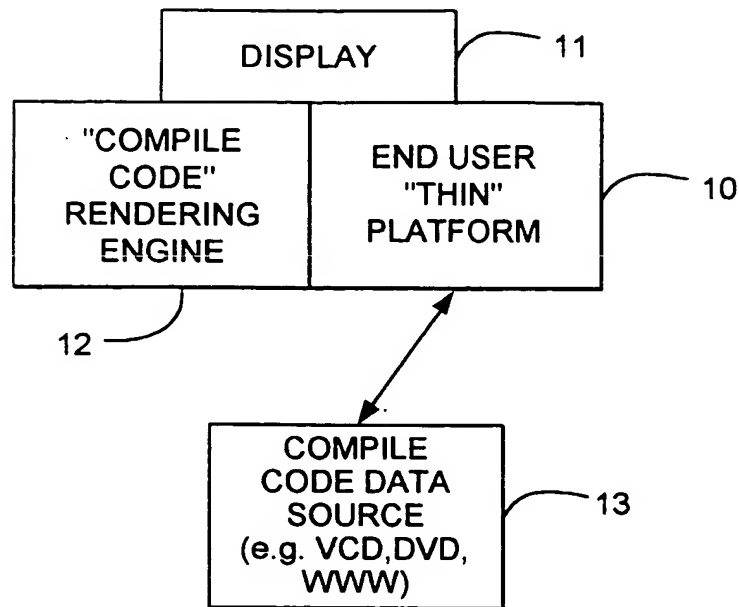 DISPLAY
11
"COMPILE
CODE"
RENDERING
ENGINE
END USER
"THIN"
PLATFORM
10
12
COMPILE
CODE DATA
SOURCE
(e.g. VCD,DVD,
WWW)
13